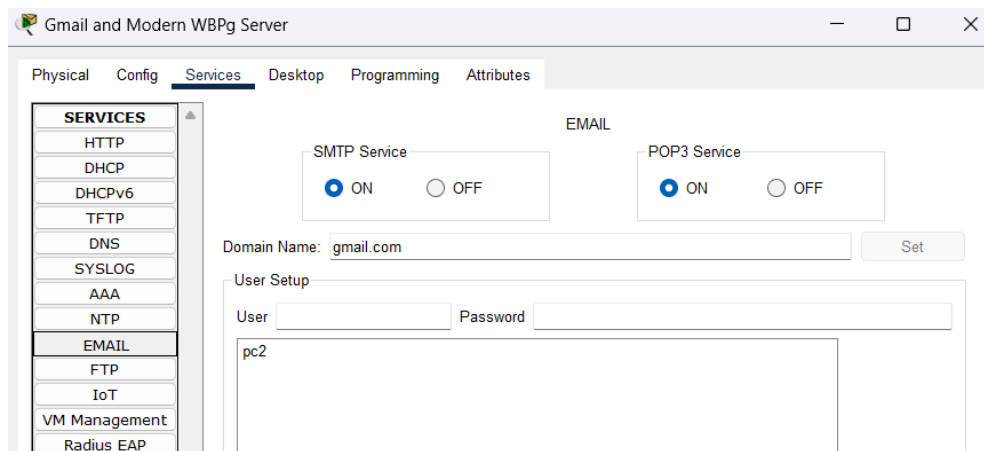 Gmail and Modern WBPg Server
Physical Config Services Desktop Programming Attributes
SERVICES
HTTP
DHCP
DHCPv6
TFTP
DNS
SYSLOG
AAA
NTP
EMAIL
FTP
IoT
VM Management
Radius EAP
EMAIL
SMTP Service
ON OFF
POP3 Service
ON OFF
Domain Name: gmail.com Set
User Setup
User Password
pc2